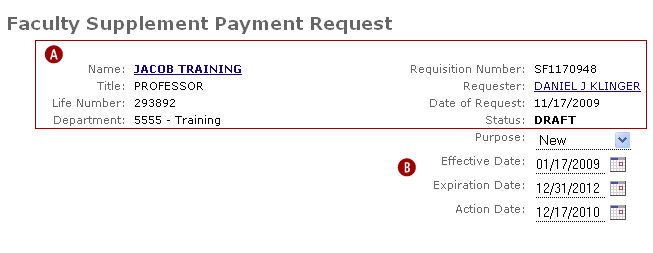 Faculty Supplement Payment Request
A
Name: JACOB TRAINING Requisition Number: SF1170948
Title: PROFESSOR Requester: DANIEL J KLINGER
Life Number: 293892 Date of Request: 11/17/2009
Department: 5555 - Training Status: DRAFT
Purpose: New
B Effective Date: 01/17/2009
Expiration Date: 12/31/2012
Action Date: 12/17/2010